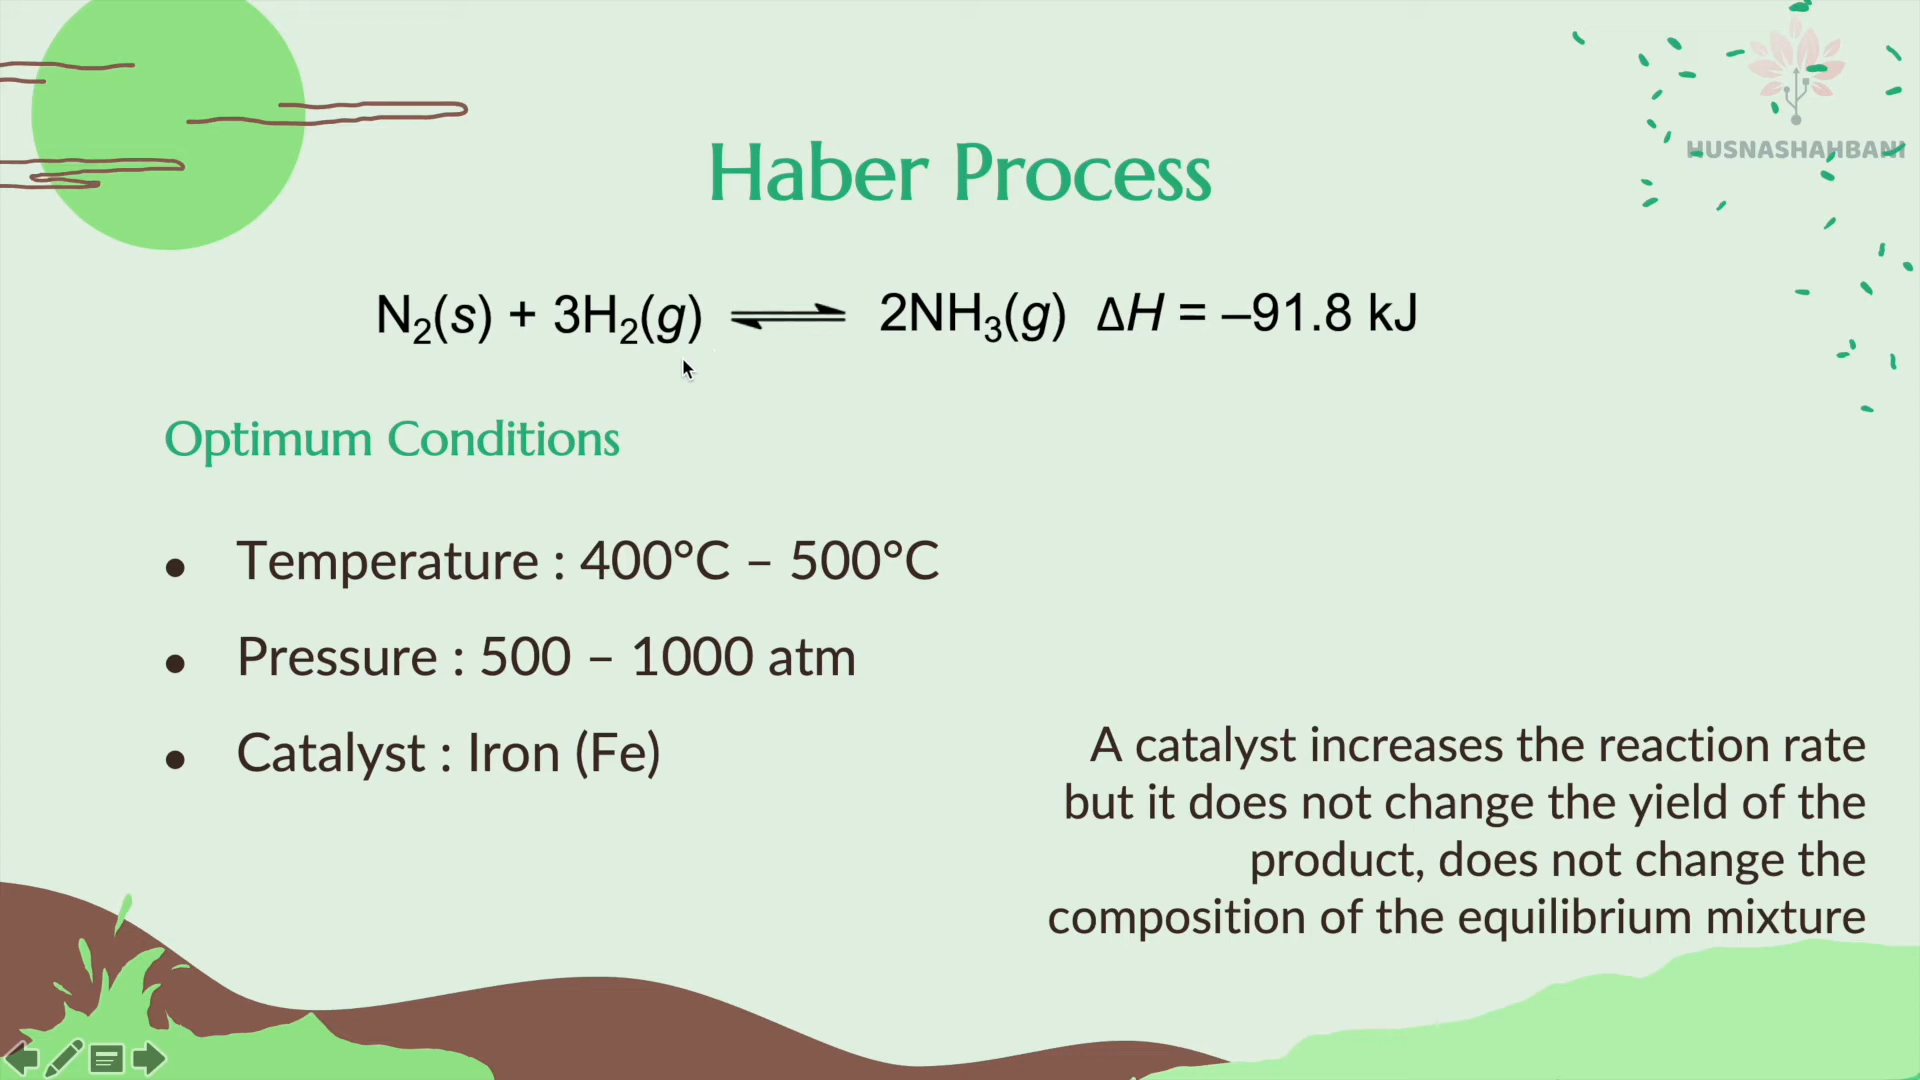 HUSNASHAHBANI
Haber Process
N₂(s) + 3H₂(g) ⇌ 2NH₃(g) ΔH = –91.8 kJ
Optimum Conditions
• Temperature : 400°C – 500°C
• Pressure : 500 – 1000 atm
• Catalyst : Iron (Fe)
A catalyst increases the reaction rate
but it does not change the yield of the
product, does not change the
composition of the equilibrium mixture